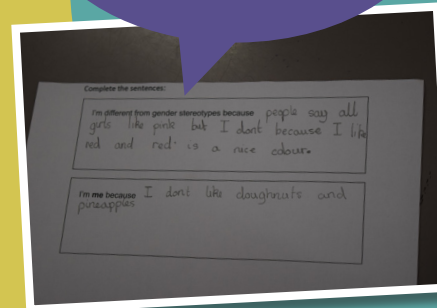 Complete the sentences:
I'm different from gender stereotypes because people say all
girls like pink but I dont because I like
red and red is a nice colour.
I'm me because I dont like doughnuts and
pineapples